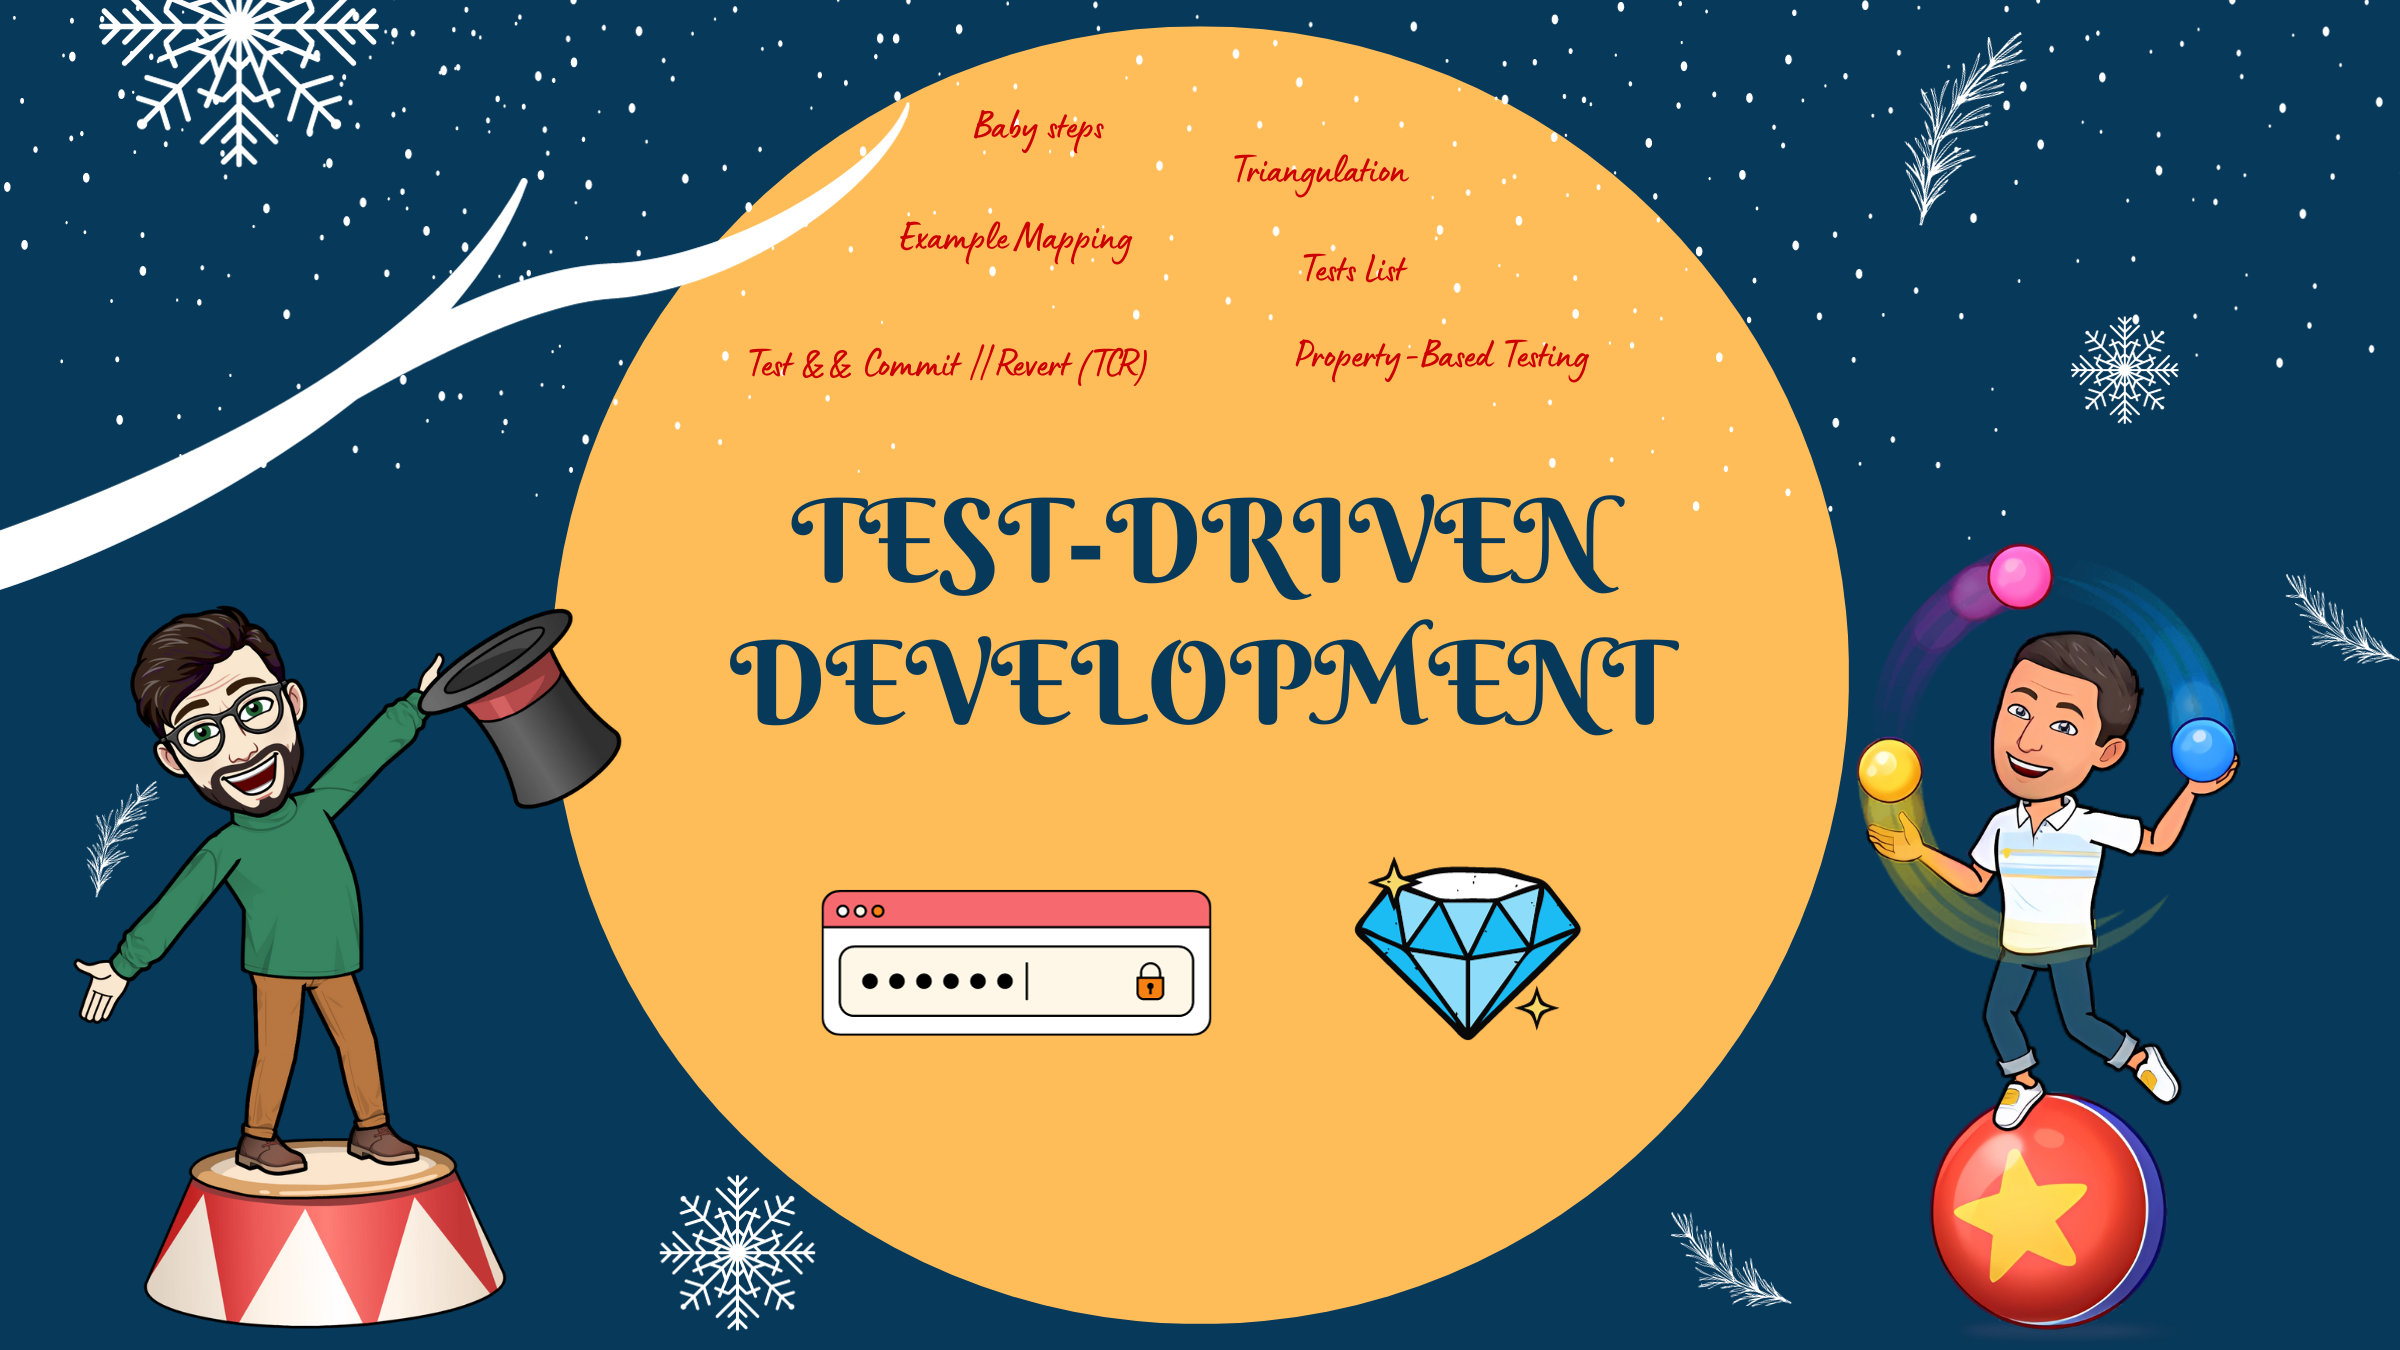 Baby steps
Triangulation
Example Mapping
Tests List
Test && Commit || Revert (TCR)
Property-Based Testing
TEST-DRIVEN
DEVELOPMENT